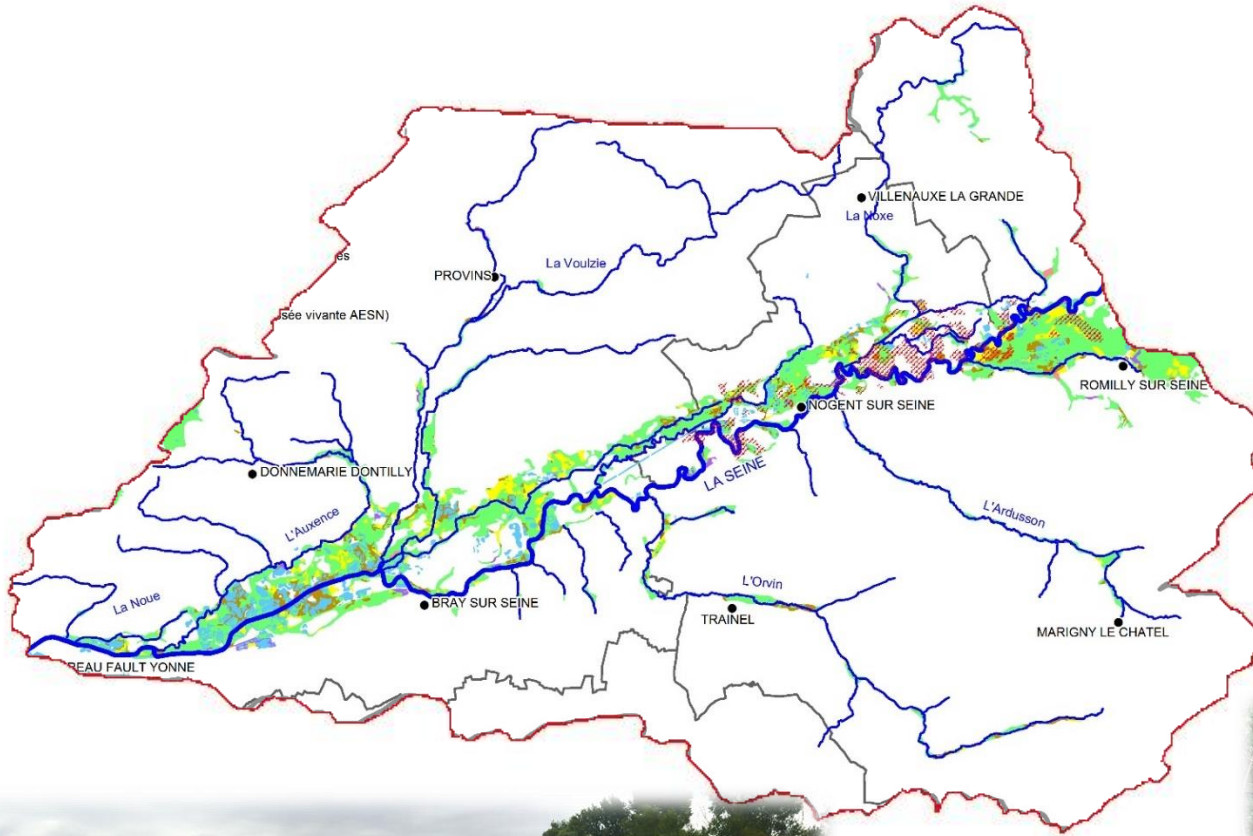 VILLENAUXE LA GRANDE
La Noxe
es
La Voulzie
PROVINS
sée vivante AESN)
ROMILLY SUR SEINE
NOGENT SUR SEINE
DONNEMARIE DONTILLY
LA SEINE
L'Ardusson
L'Auxence
L'Orvin
La Noue
BRAY SUR SEINE
TRAINEL
MARIGNY LE CHATEL
EAU FAULT YONNE